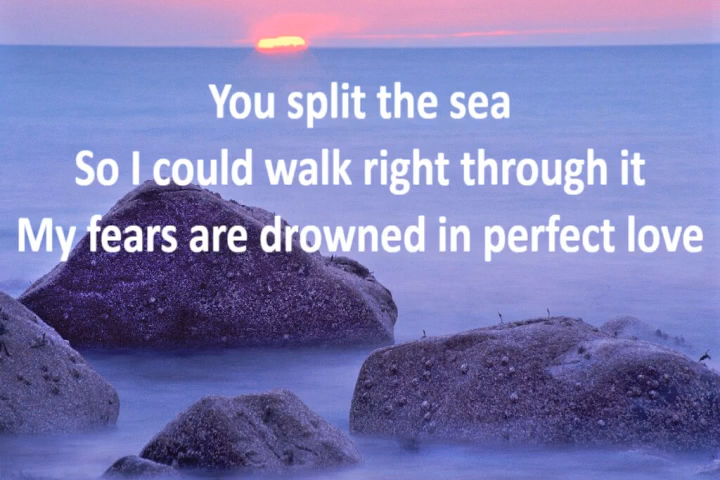 You split the sea
So I could walk right through it
My fears are drowned in perfect love